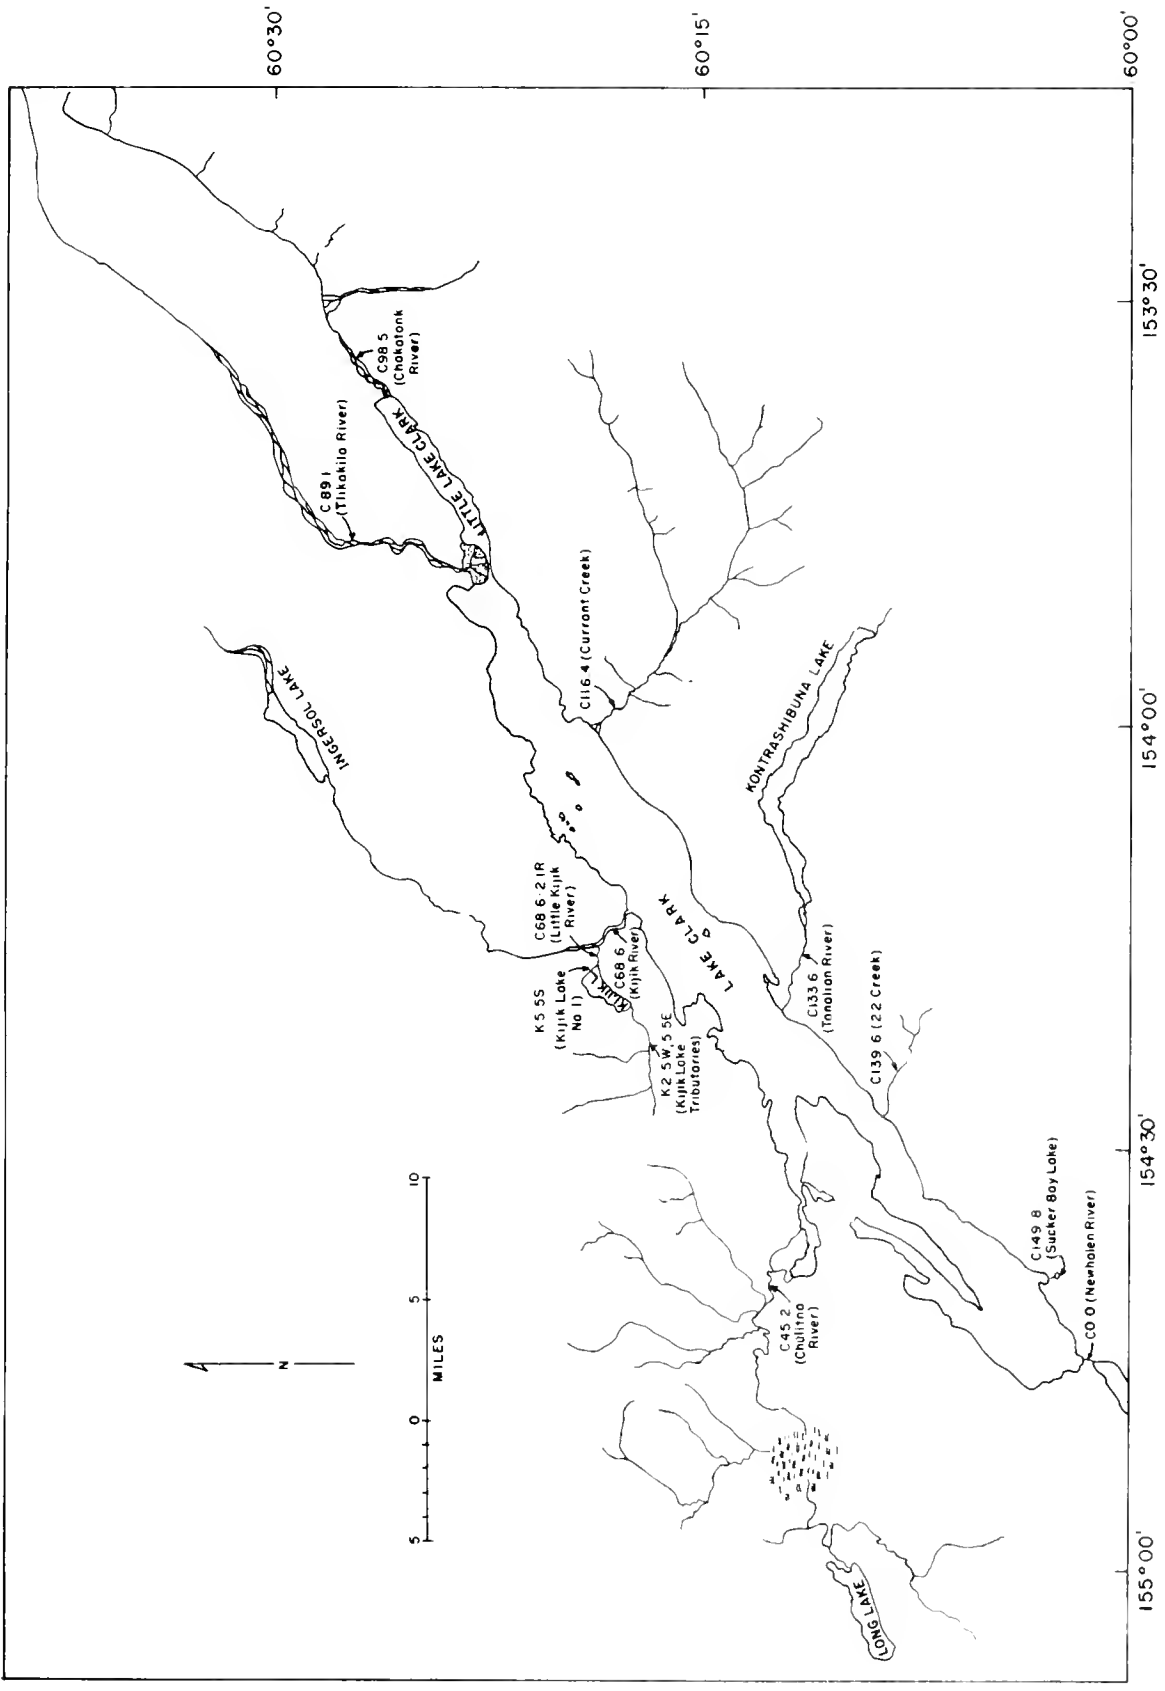 60°30'
60°15'
60°00'
153°30'
154°00'
154°30'
155°00'
C 89 1
(Tlikakila River)
C98 5
(Chokotonk
River)
LITTLE LAKE CLARK
INGERSOL LAKE
C116.4 (Currant Creek)
KONTRASHIBUNA LAKE
C68 6-2 1R
(Little Kijik
River)
K5 5S
(Kijik Lake
No 1)
KIJIK L
C68 6
(Kijik River)
K2 5W, 5 5E
(Kijik Lake
Tributaries)
LAKE CLARK
C133 6
(Tanalian River)
C139 6 (22 Creek)
C149 8
(Sucker Bay Lake)
CO 0 (Newhalen River)
C45 2
(Chulitna
River)
LONG LAKE
N
MILES
5 0 5 10